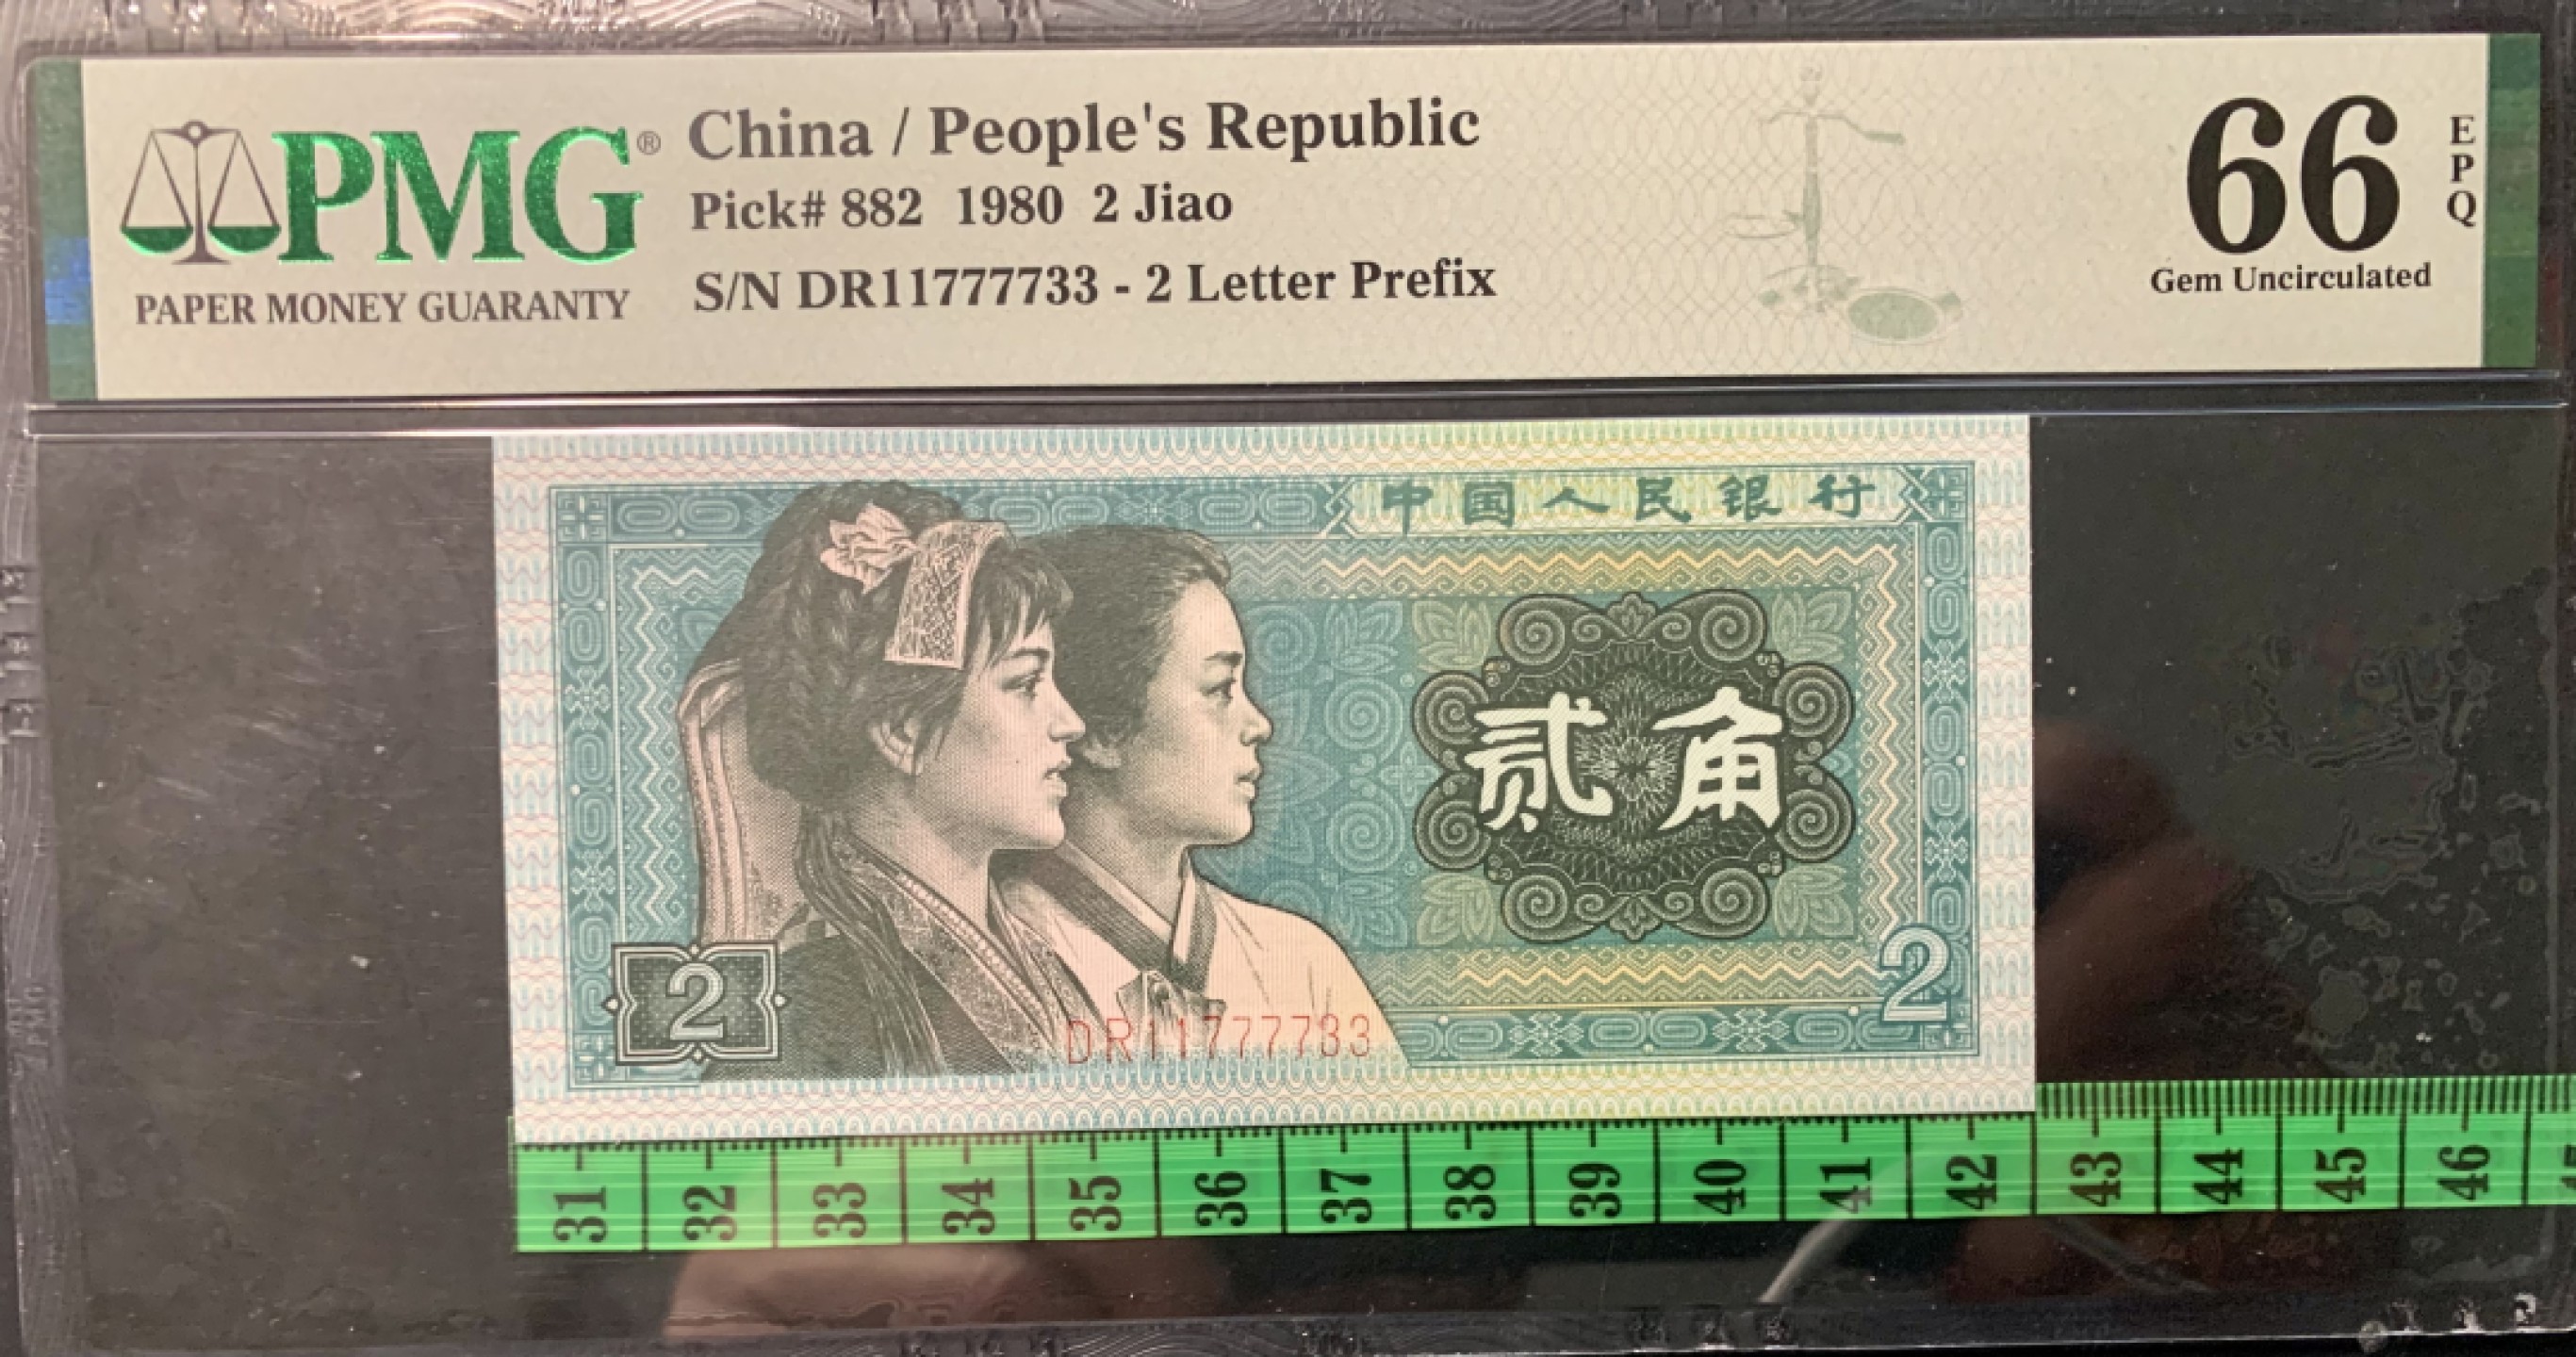 PMG®
PAPER MONEY GUARANTY
China / People's Republic
Pick# 882 1980 2 Jiao
S/N DR11777733 - 2 Letter Prefix
66
EPQ
Gem Uncirculated
中国人民银行
贰角
2
2
DR11777733
31 32 33 34 35 36 37 38 39 40 41 42 43 44 45 46